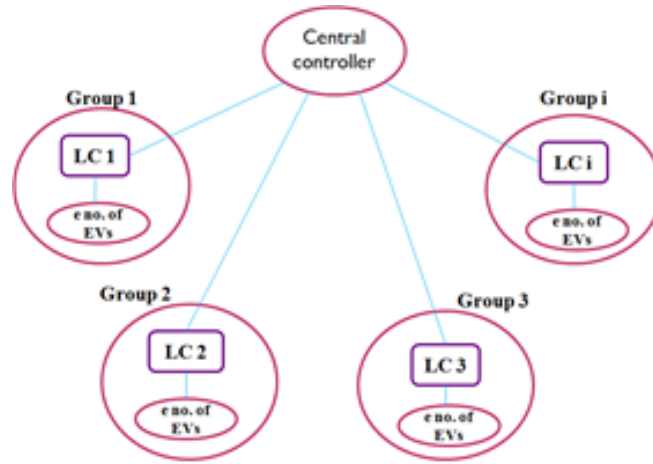 Central
controller
Group 1
LC 1
e no. of
EVs
Group i
LC i
e no. of
EVs
Group 2
LC 2
e no. of
EVs
Group 3
LC 3
e no. of
EVs